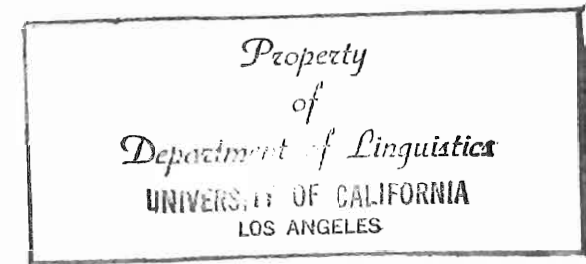 Property
of
Department of Linguistics
UNIVERSITY OF CALIFORNIA
LOS ANGELES